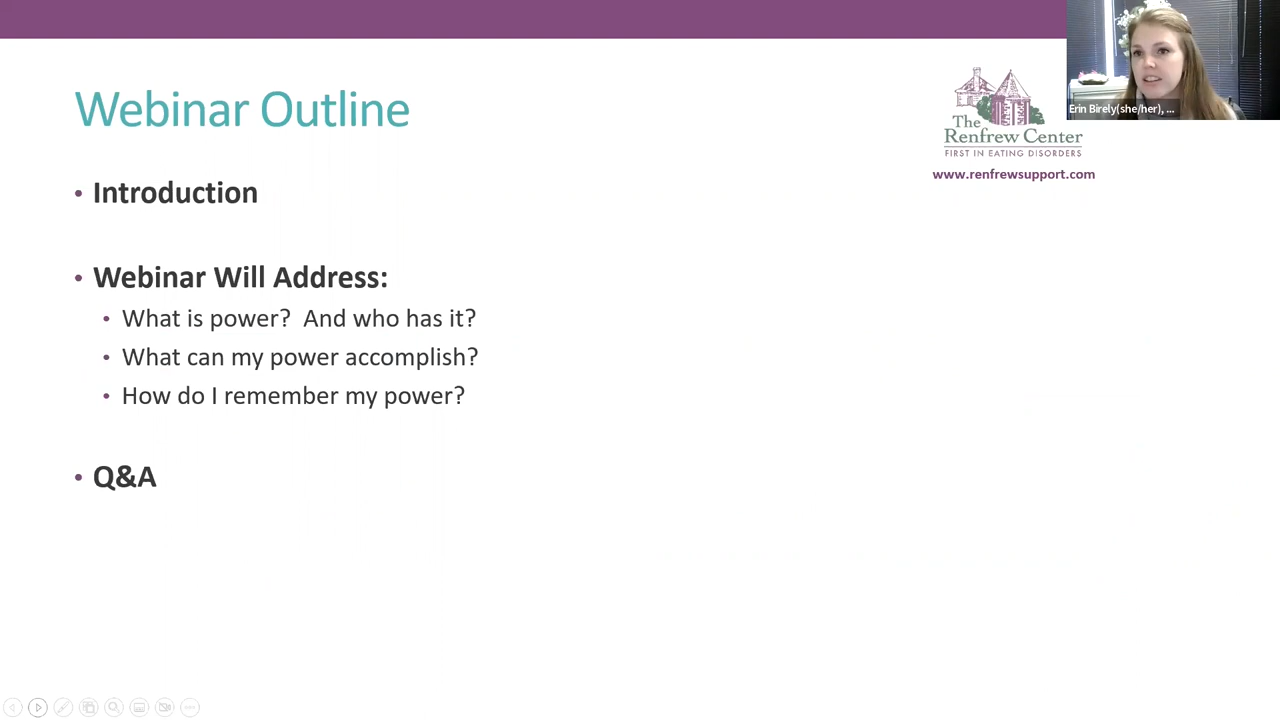 Webinar Outline
The
Renfrew Center
FIRST IN EATING DISORDERS
www.renfrewsupport.com
Erin Birely(she/her), ...
• Introduction
• Webinar Will Address:
• What is power?  And who has it?
• What can my power accomplish?
• How do I remember my power?
• Q&A